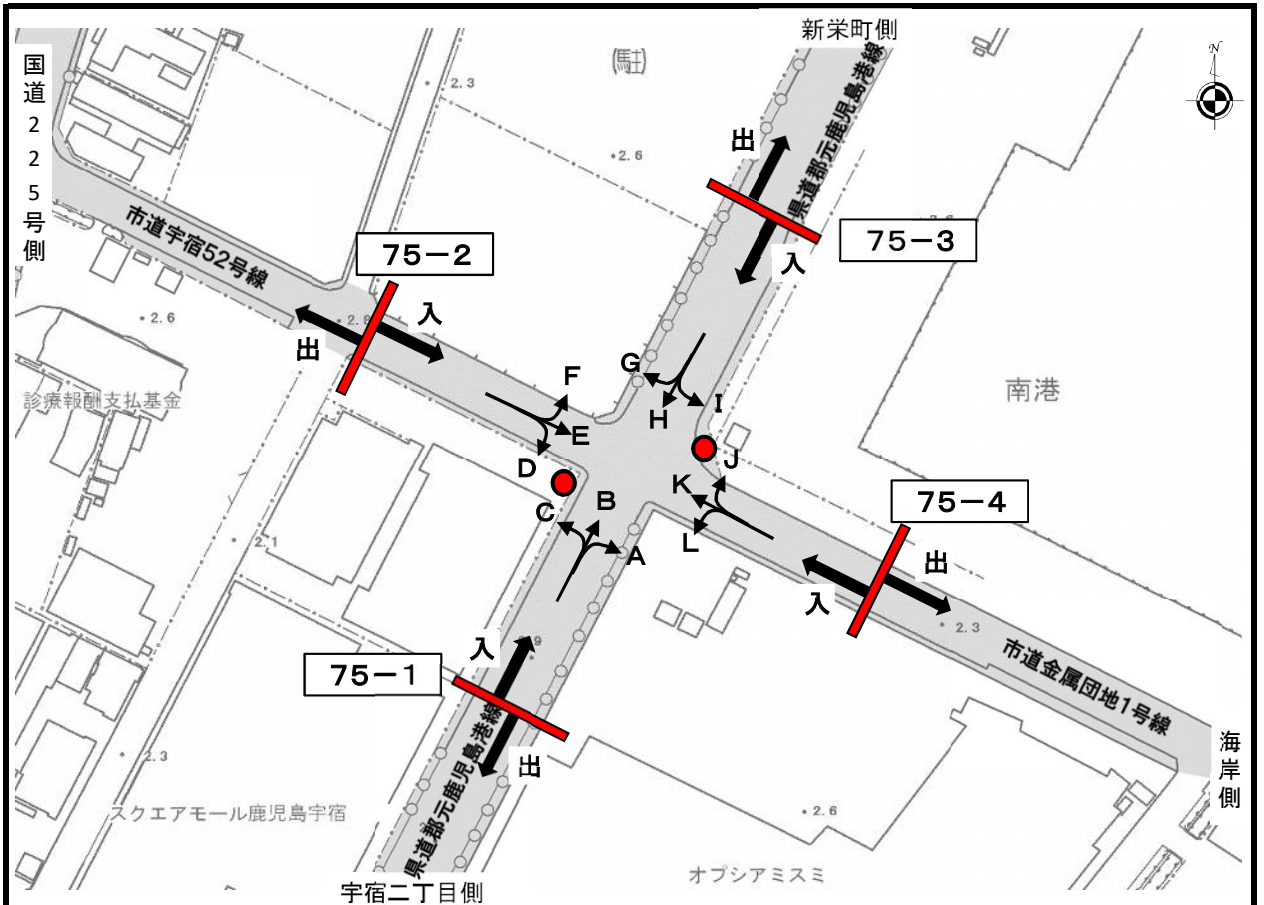 新栄町側
国道225号側
(駐)
N
2.3
2.6
県道郡元鹿児島港線
出
75-3
入
市道宇宿52号線
75-2
2.6
入
出
診療報酬支払基金
南港
G
F
H
I
E
D
J
C
B
K
A
L
75-4
出
入
2.1
2.3
市道金属団地1号線
入
75-1
出
海岸側
2.3
スクエアモール鹿児島宇宿
県道郡元鹿児島港線
2.6
オプシアミスミ
宇宿二丁目側